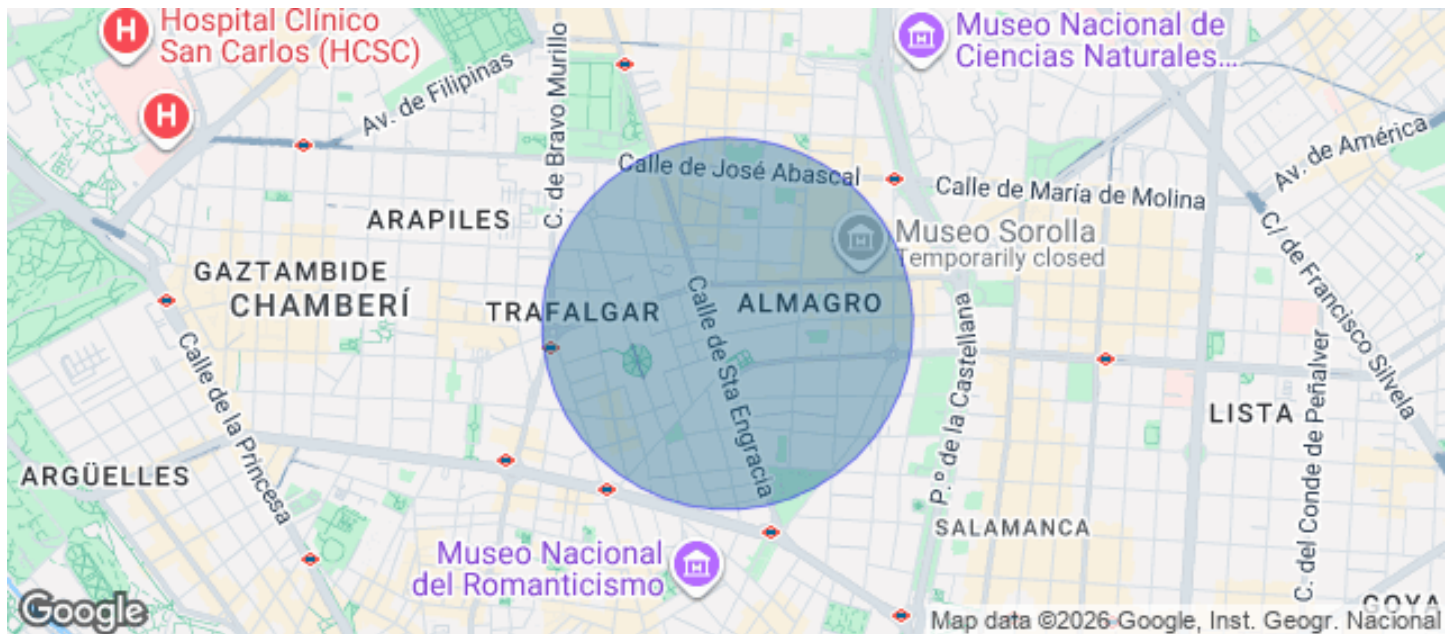 Hospital Clínico
San Carlos (HCSC)
H
H
Av. de Filipinas
C. de Bravo Murillo
Museo Nacional de
Ciencias Naturales...
Av. de América
Calle de José Abascal
Calle de María de Molina
ARAPILES
Museo Sorolla
Temporarily closed
C/ de Francisco Silvela
GAZTAMBIDE
CHAMBERÍ
TRAFALGAR
ALMAGRO
Calle de Sta Engracia
P.º de la Castellana
Calle de la Princesa
C. del Conde de Peñalver
LISTA
ARGÜELLES
SALAMANCA
Museo Nacional
del Romanticismo
GOYA
Google
Map data ©2026 Google, Inst. Geogr. Nacional